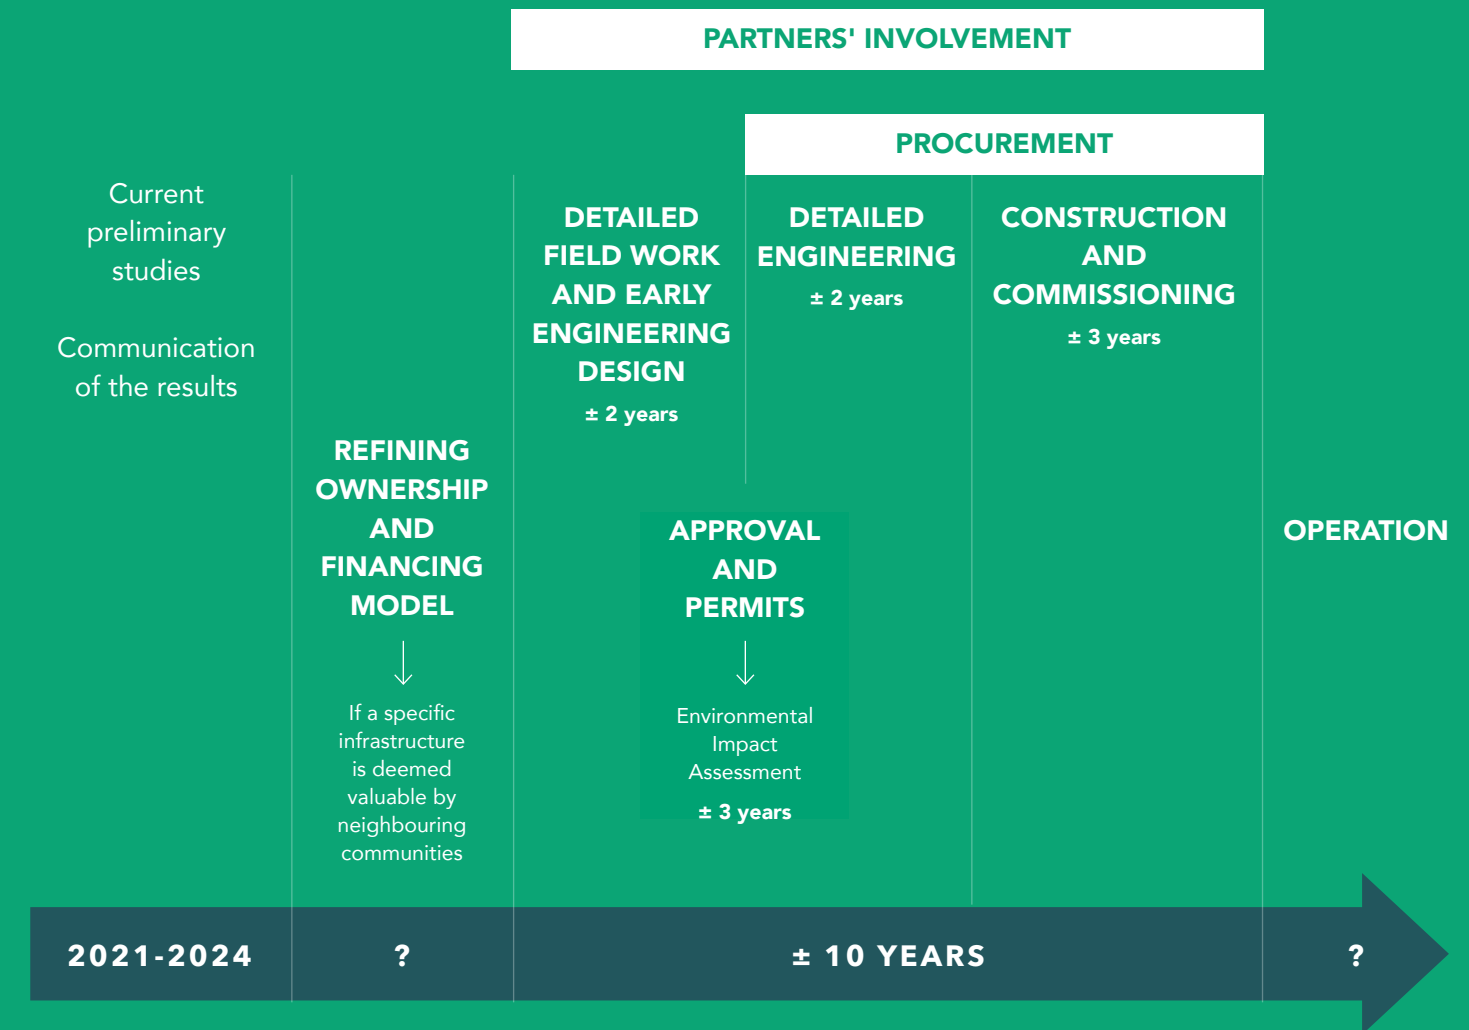 PARTNERS' INVOLVEMENT
PROCUREMENT
Current
preliminary
studies
Communication
of the results
REFINING
OWNERSHIP
AND
FINANCING
MODEL
If a specific
infrastructure
is deemed
valuable by
neighbouring
communities
DETAILED
FIELD WORK
AND EARLY
ENGINEERING
DESIGN
± 2 years
DETAILED
ENGINEERING
± 2 years
APPROVAL
AND
PERMITS
Environmental
Impact
Assessment
± 3 years
CONSTRUCTION
AND
COMMISSIONING
± 3 years
OPERATION
2021-2024
?
± 10 YEARS
?